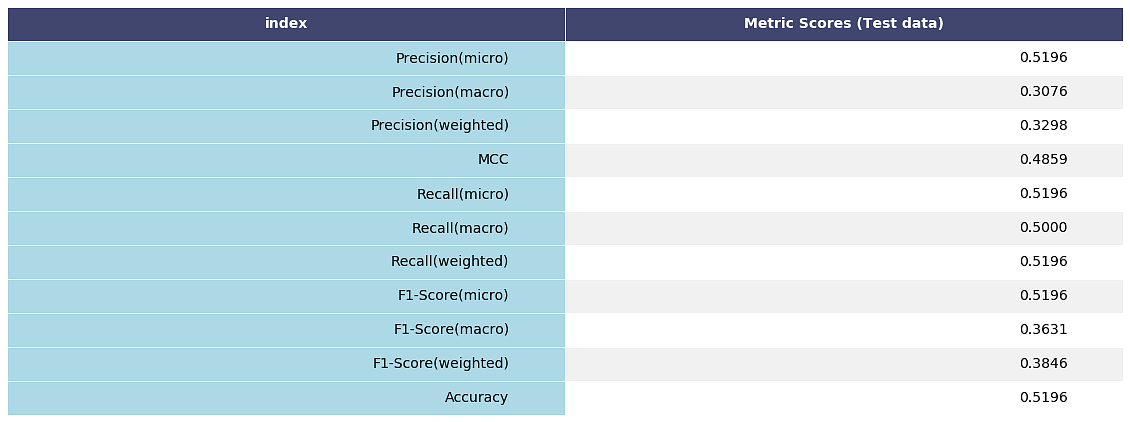 index Metric Scores (Test data)
Precision(micro) 0.5196
Precision(macro) 0.3076
Precision(weighted) 0.3298
MCC 0.4859
Recall(micro) 0.5196
Recall(macro) 0.5000
Recall(weighted) 0.5196
F1-Score(micro) 0.5196
F1-Score(macro) 0.3631
F1-Score(weighted) 0.3846
Accuracy 0.5196